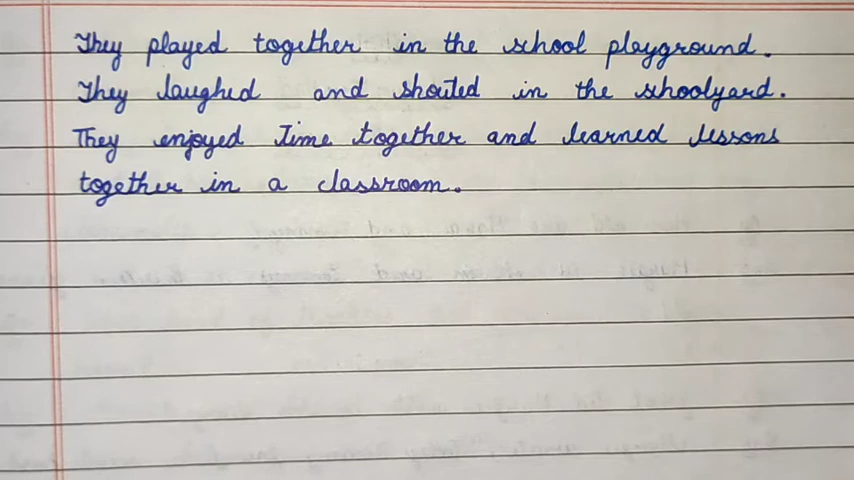 They played together in the school playground.
They laughed and shouted in the schoolyard.
They enjoyed Time together and learned lessons
together in a classroom.